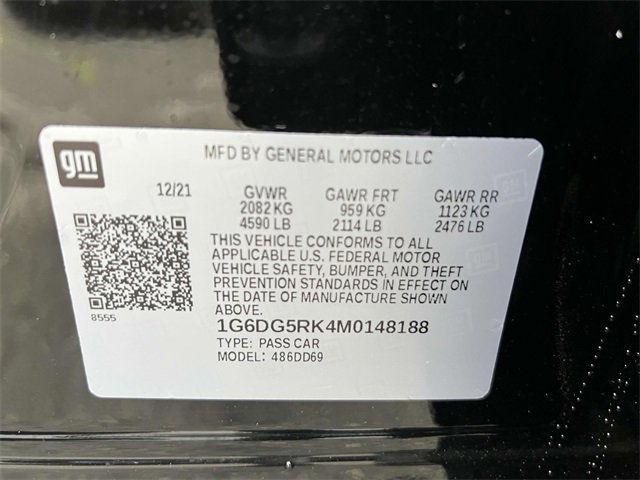 gm
MFD BY GENERAL MOTORS LLC
12/21 GVWR GAWR FRT GAWR RR
2082 KG 959 KG 1123 KG
4590 LB 2114 LB 2476 LB
THIS VEHICLE CONFORMS TO ALL
APPLICABLE U.S. FEDERAL MOTOR
VEHICLE SAFETY, BUMPER, AND THEFT
PREVENTION STANDARDS IN EFFECT ON
THE DATE OF MANUFACTURE SHOWN
ABOVE.
8555
1G6DG5RK4M0148188
TYPE: PASS CAR
MODEL: 486DD69